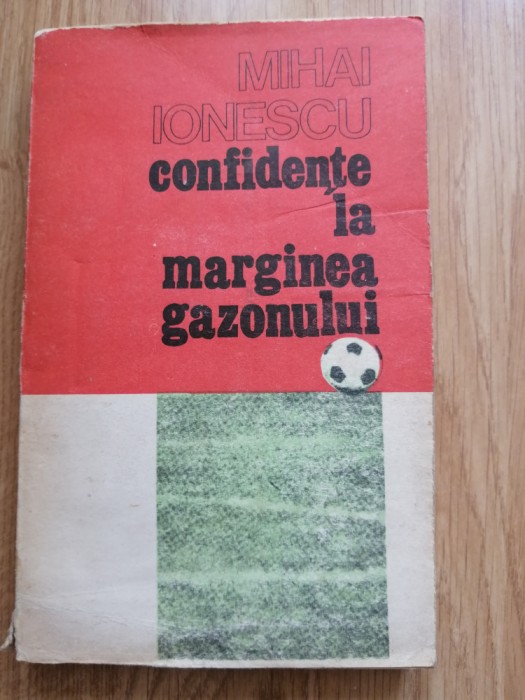 MIHAI
IONESCU
confidențe
la
marginea
gazonului